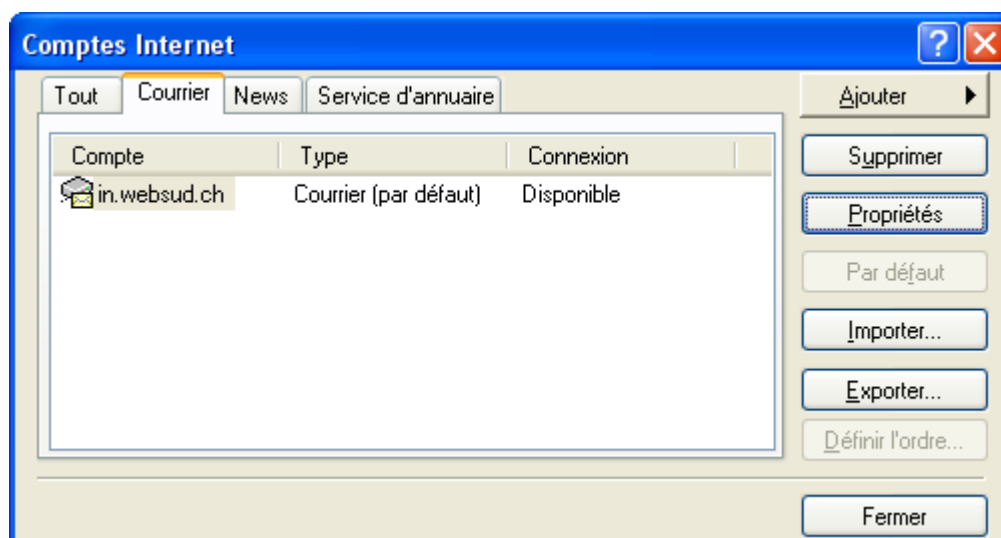 Comptes Internet
Tout Courrier News Service d'annuaire
Compte Type Connexion
in.websud.ch Courrier (par défaut) Disponible
Ajouter
Supprimer
Propriétés
Par défaut
Importer...
Exporter...
Définir l'ordre...
Fermer